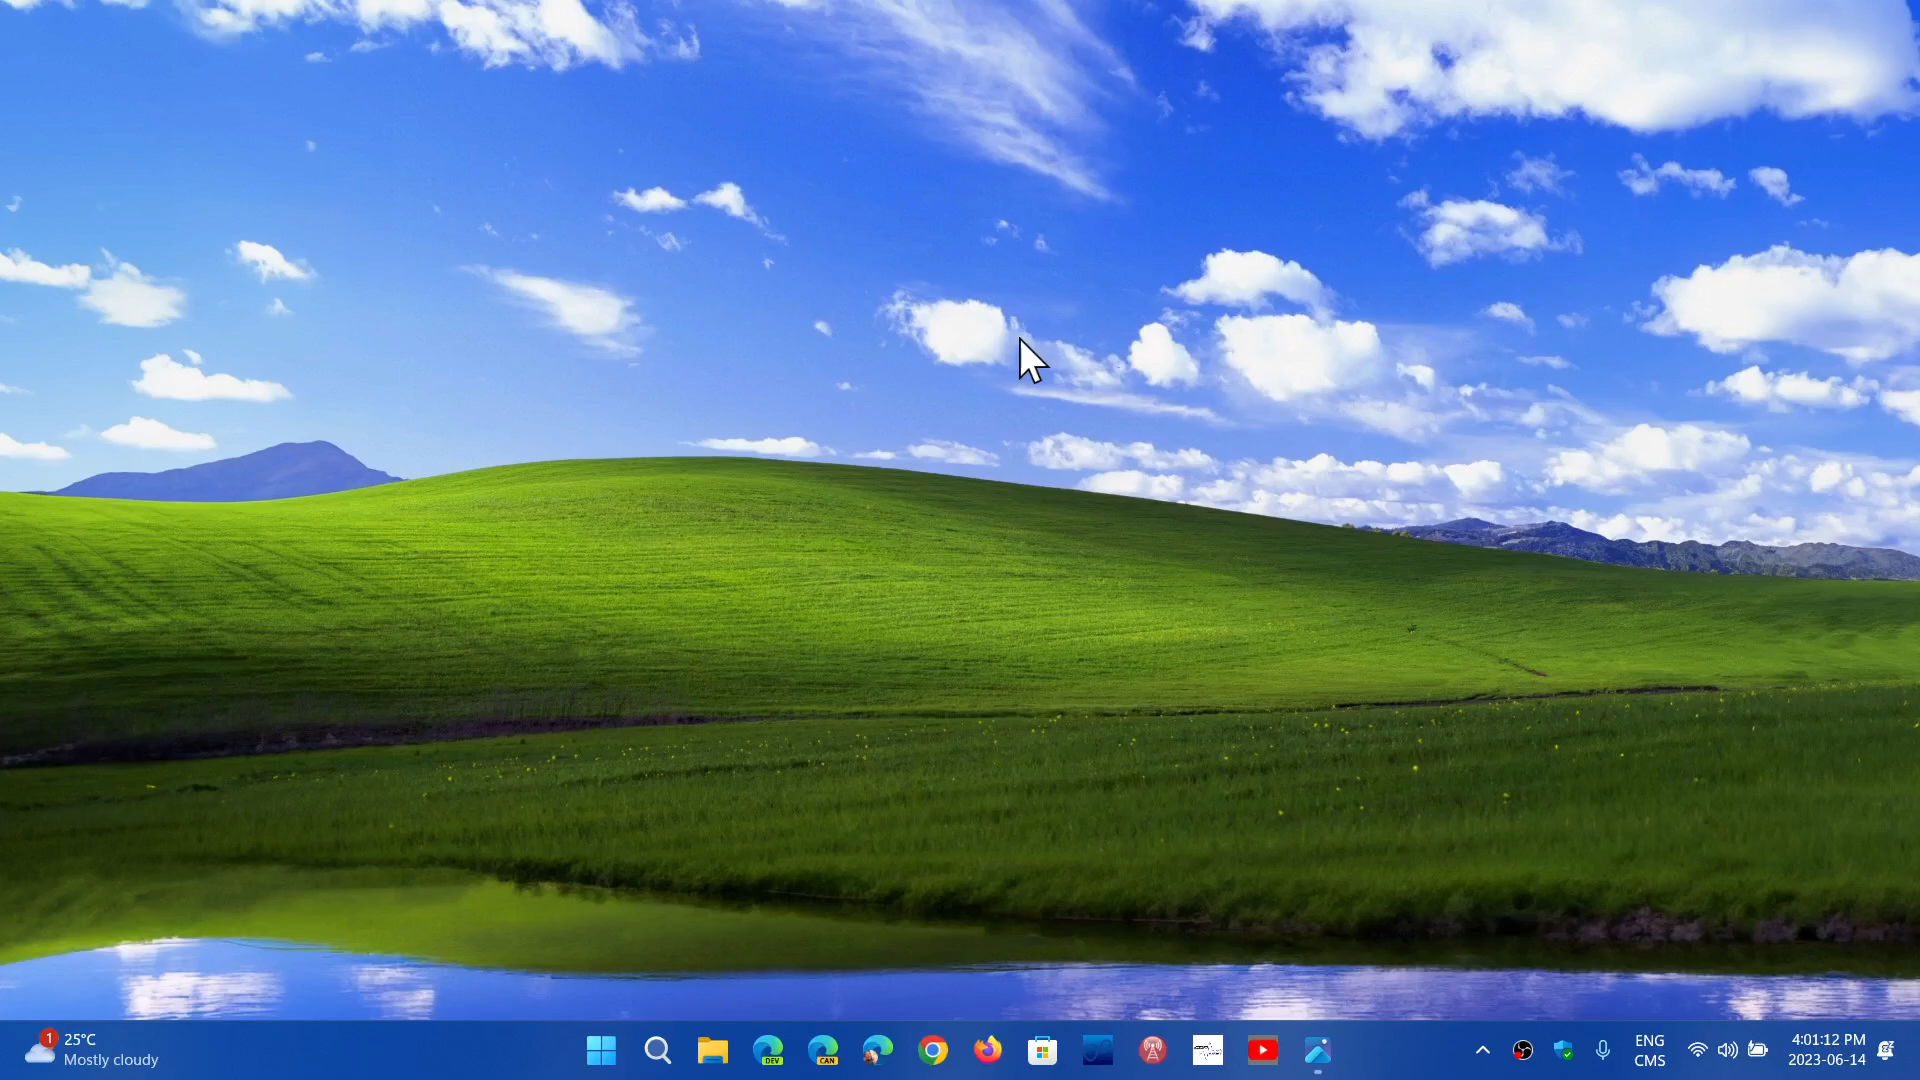 1
25°C
Mostly cloudy
DEV
CAN
ENG
CMS
4:01:12 PM
2023-06-14